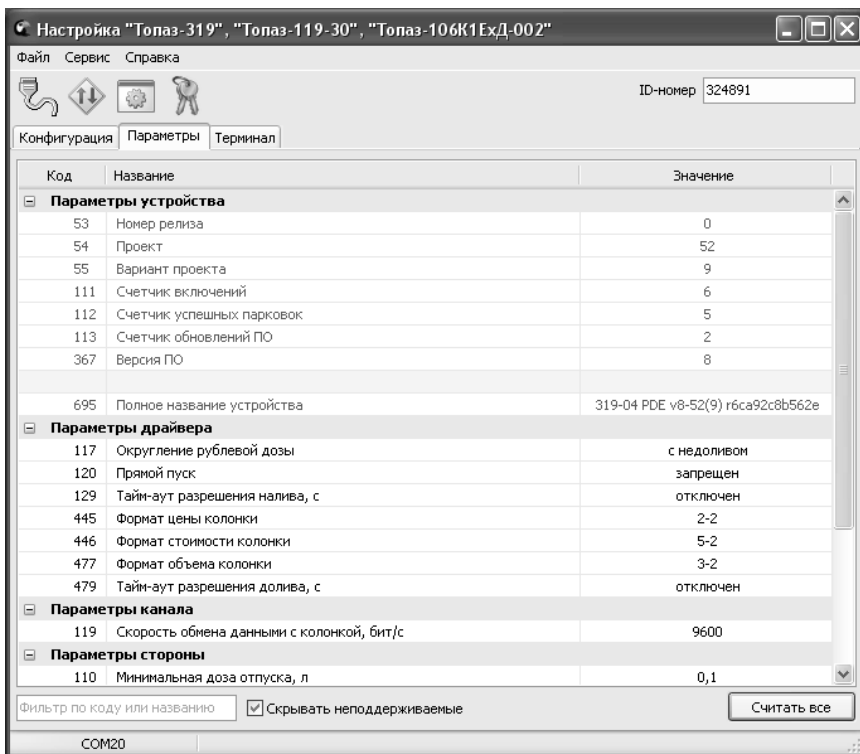 Настройка "Топаз-319", "Топаз-119-30", "Топаз-106К1ЕхД-002"
Файл Сервис Справка
ID-номер 324891
Конфигурация Параметры Терминал
Код Название Значение
Параметры устройства
53 Номер релиза 0
54 Проект 52
55 Вариант проекта 9
111 Счетчик включений 6
112 Счетчик успешных парковок 5
113 Счетчик обновлений ПО 2
367 Версия ПО 8
695 Полное название устройства 319-04 PDE v8-52(9) r6ca92c8b562e
Параметры драйвера
117 Округление рублевой дозы с недоливом
120 Прямой пуск запрещен
129 Тайм-аут разрешения налива, с отключен
445 Формат цены колонки 2-2
446 Формат стоимости колонки 5-2
477 Формат объема колонки 3-2
479 Тайм-аут разрешения долива, с отключен
Параметры канала
119 Скорость обмена данными с колонкой, бит/с 9600
Параметры стороны
110 Минимальная доза отпуска, л 0,1
Фильтр по коду или названию Скрывать неподдерживаемые Считать все
COM20